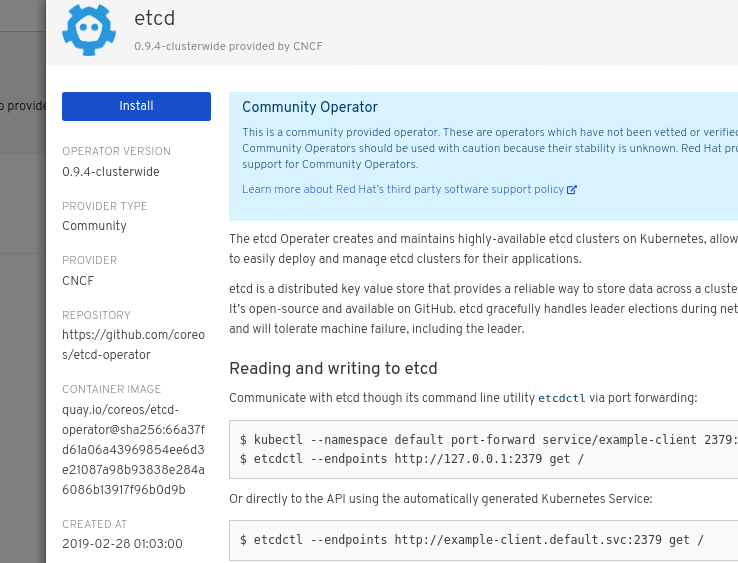 etcd
0.9.4-clusterwide provided by CNCF
o provide
Install
OPERATOR VERSION
0.9.4-clusterwide
PROVIDER TYPE
Community
PROVIDER
CNCF
REPOSITORY
https://github.com/coreo
s/etcd-operator
CONTAINER IMAGE
quay.io/coreos/etcd-
operator@sha256:66a37f
d61a06a43969854ee6d3
e21087a98b93838e284a
6086b13917f96b0d9b
CREATED AT
2019-02-28 01:03:00
Community Operator
This is a community provided operator. These are operators which have not been vetted or verifie
Community Operators should be used with caution because their stability is unknown. Red Hat pro
support for Community Operators.
Learn more about Red Hat's third party software support policy
The etcd Operater creates and maintains highly-available etcd clusters on Kubernetes, allow
to easily deploy and manage etcd clusters for their applications.
etcd is a distributed key value store that provides a reliable way to store data across a cluste
It's open-source and available on GitHub. etcd gracefully handles leader elections during net
and will tolerate machine failure, including the leader.
Reading and writing to etcd
Communicate with etcd though its command line utility etcdctl via port forwarding:
$ kubectl --namespace default port-forward service/example-client 2379:
$ etcdctl --endpoints http://127.0.0.1:2379 get /
Or directly to the API using the automatically generated Kubernetes Service:
$ etcdctl --endpoints http://example-client.default.svc:2379 get /